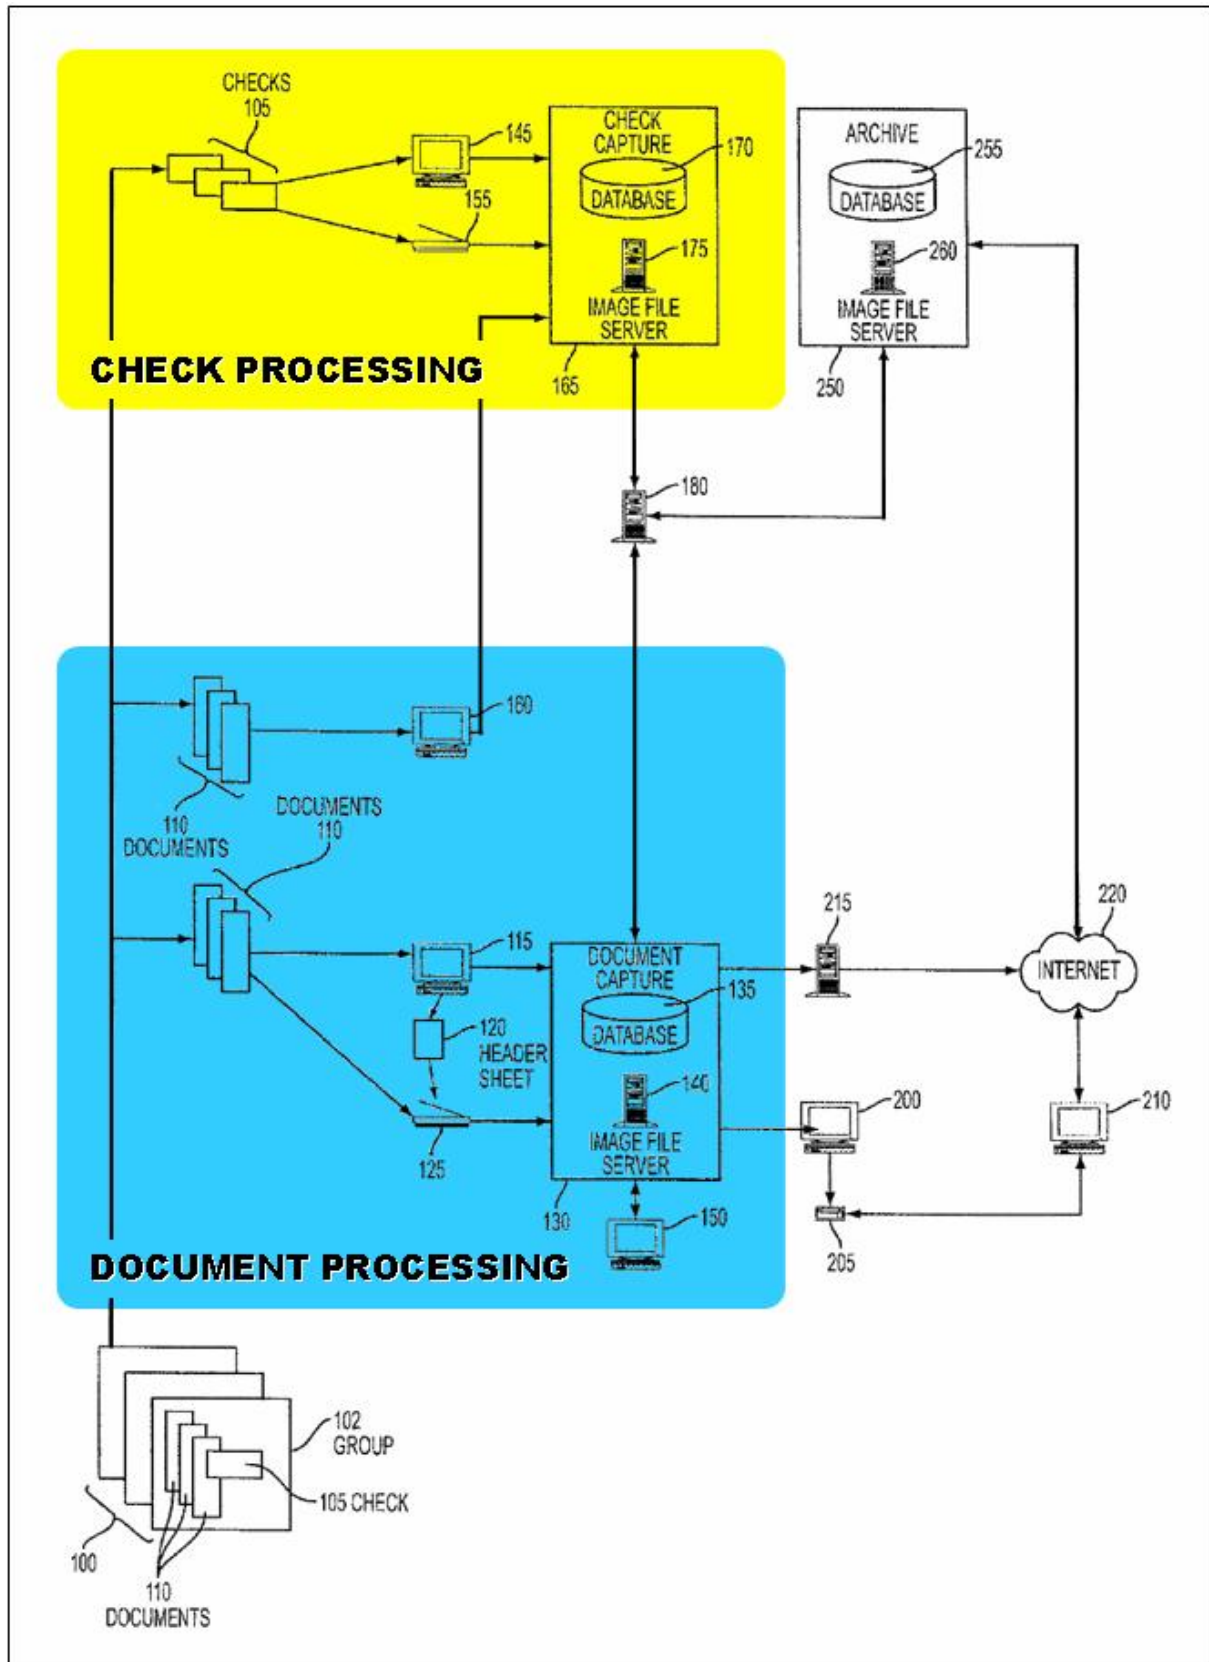 CHECKS
105
145
155
CHECK
CAPTURE
170
DATABASE
175
IMAGE FILE
SERVER
165
ARCHIVE
255
DATABASE
260
IMAGE FILE
SERVER
250
CHECK PROCESSING
180
160
110
DOCUMENTS
DOCUMENTS
110
115
120
HEADER
SHEET
125
DOCUMENT
CAPTURE
135
DATABASE
140
IMAGE FILE
SERVER
130
150
215
220
INTERNET
200
210
205
DOCUMENT PROCESSING
102
GROUP
105 CHECK
100
110
DOCUMENTS